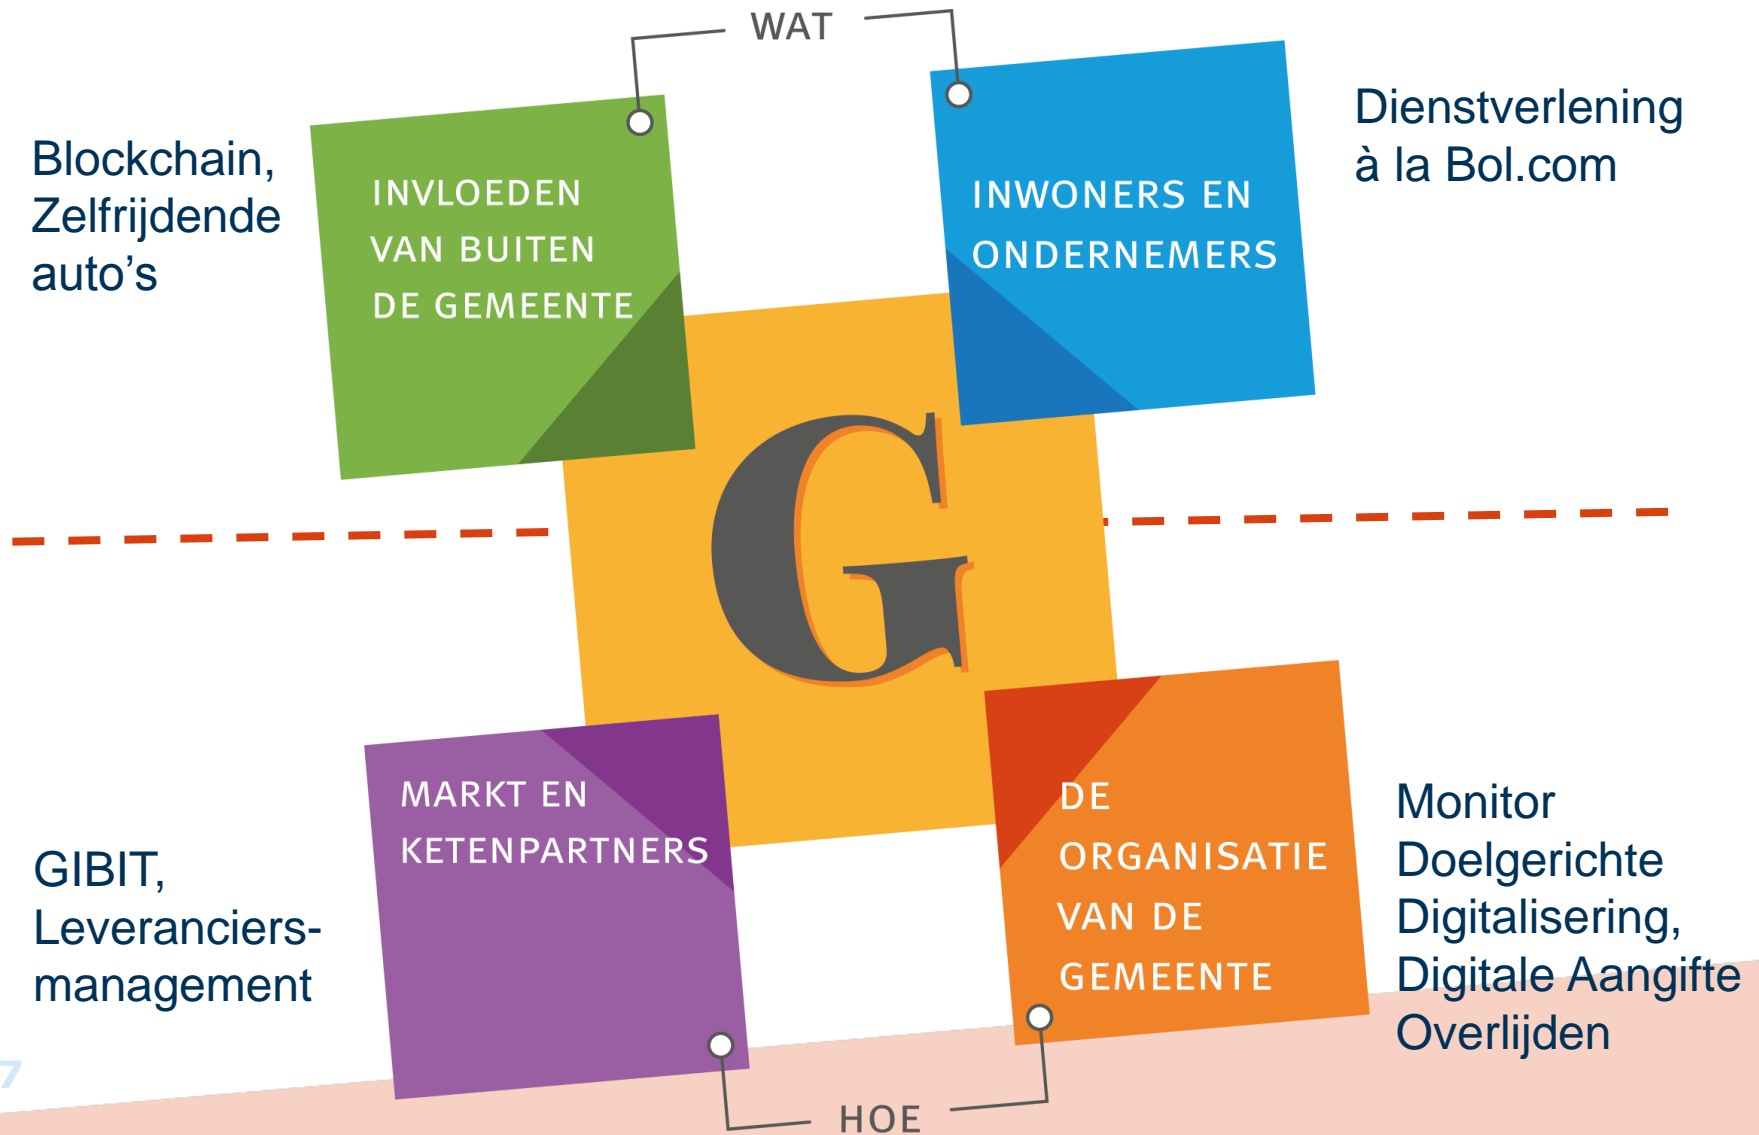 WAT
Blockchain,
Zelfrijdende
auto's
INVLOEDEN
VAN BUITEN
DE GEMEENTE
INWONERS EN
ONDERNEMERS
Dienstverlening
à la Bol.com
G
GIBIT,
Leveranciers-
management
MARKT EN
KETENPARTNERS
DE
ORGANISATIE
VAN DE
GEMEENTE
Monitor
Doelgerichte
Digitalisering,
Digitale Aangifte
Overlijden
7
HOE